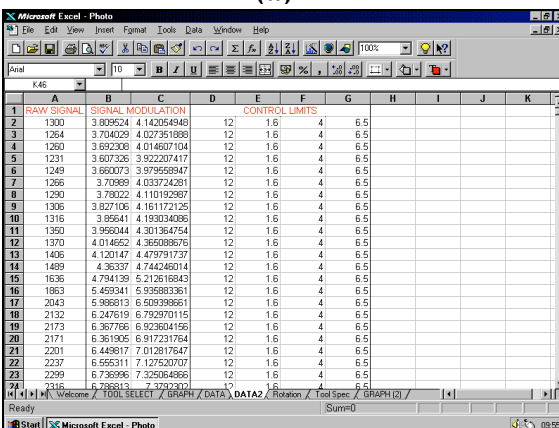 Microsoft Excel - Photo
File Edit View Insert Format Tools Data Window Help
100%
Arial 10 B I U % ,
K46
A B C D E F G H I J K
1 RAW SIGNAL SIGNAL MODULATION CONTROL LIMITS
2 1300 3.809524 4.142054948 12 1.6 4 6.5
3 1264 3.704029 4.027351888 12 1.6 4 6.5
4 1260 3.692308 4.014607104 12 1.6 4 6.5
5 1231 3.607326 3.922207417 12 1.6 4 6.5
6 1249 3.660073 3.979558947 12 1.6 4 6.5
7 1266 3.70989 4.033724281 12 1.6 4 6.5
8 1290 3.78022 4.110192987 12 1.6 4 6.5
9 1306 3.827106 4.161172125 12 1.6 4 6.5
10 1316 3.85641 4.193034086 12 1.6 4 6.5
11 1350 3.956044 4.301364754 12 1.6 4 6.5
12 1370 4.014652 4.365088676 12 1.6 4 6.5
13 1406 4.120147 4.479791737 12 1.6 4 6.5
14 1489 4.36337 4.744246014 12 1.6 4 6.5
15 1636 4.794139 5.212616843 12 1.6 4 6.5
16 1863 5.459341 5.935883361 12 1.6 4 6.5
17 2043 5.986813 6.509398661 12 1.6 4 6.5
18 2132 6.247619 6.792970115 12 1.6 4 6.5
19 2173 6.367766 6.923604156 12 1.6 4 6.5
20 2171 6.361905 6.917231764 12 1.6 4 6.5
21 2201 6.449817 7.012817647 12 1.6 4 6.5
22 2237 6.555311 7.127520707 12 1.6 4 6.5
23 2299 6.736996 7.325064866 12 1.6 4 6.5
24 2316 6.786813 7.3792302 12 1.6 4 6.5
Welcome / TOOL SELECT / GRAPH / DATA \ DATA2 / Rotation / Tool Spec / GRAPH (2) /
Ready Sum=0
Start Microsoft Excel - Photo